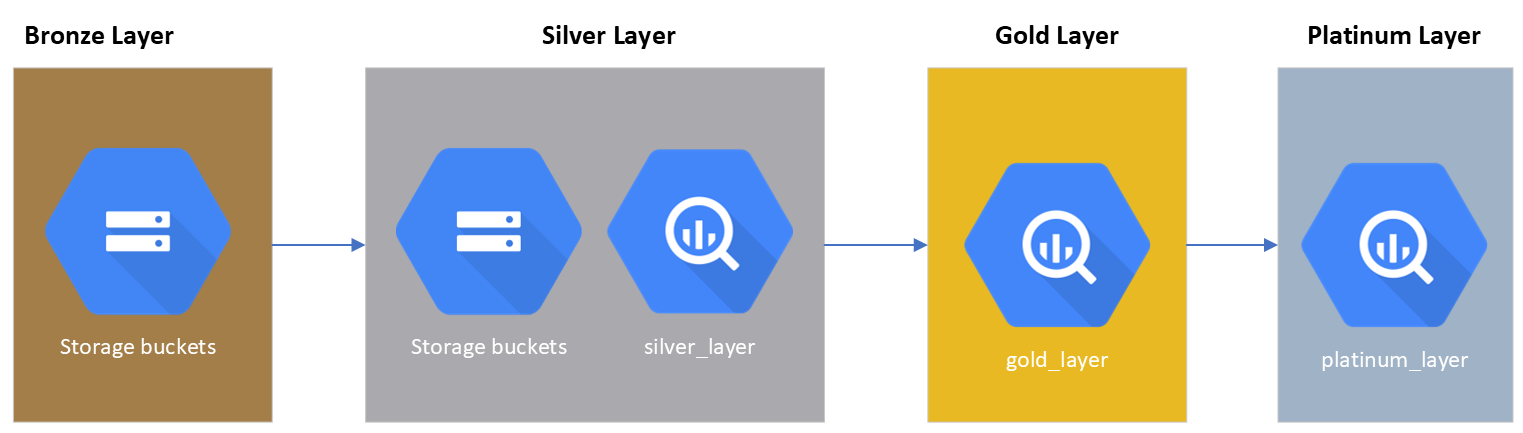 Bronze Layer
Silver Layer
Gold Layer
Platinum Layer
Storage buckets
Storage buckets
silver_layer
gold_layer
platinum_layer